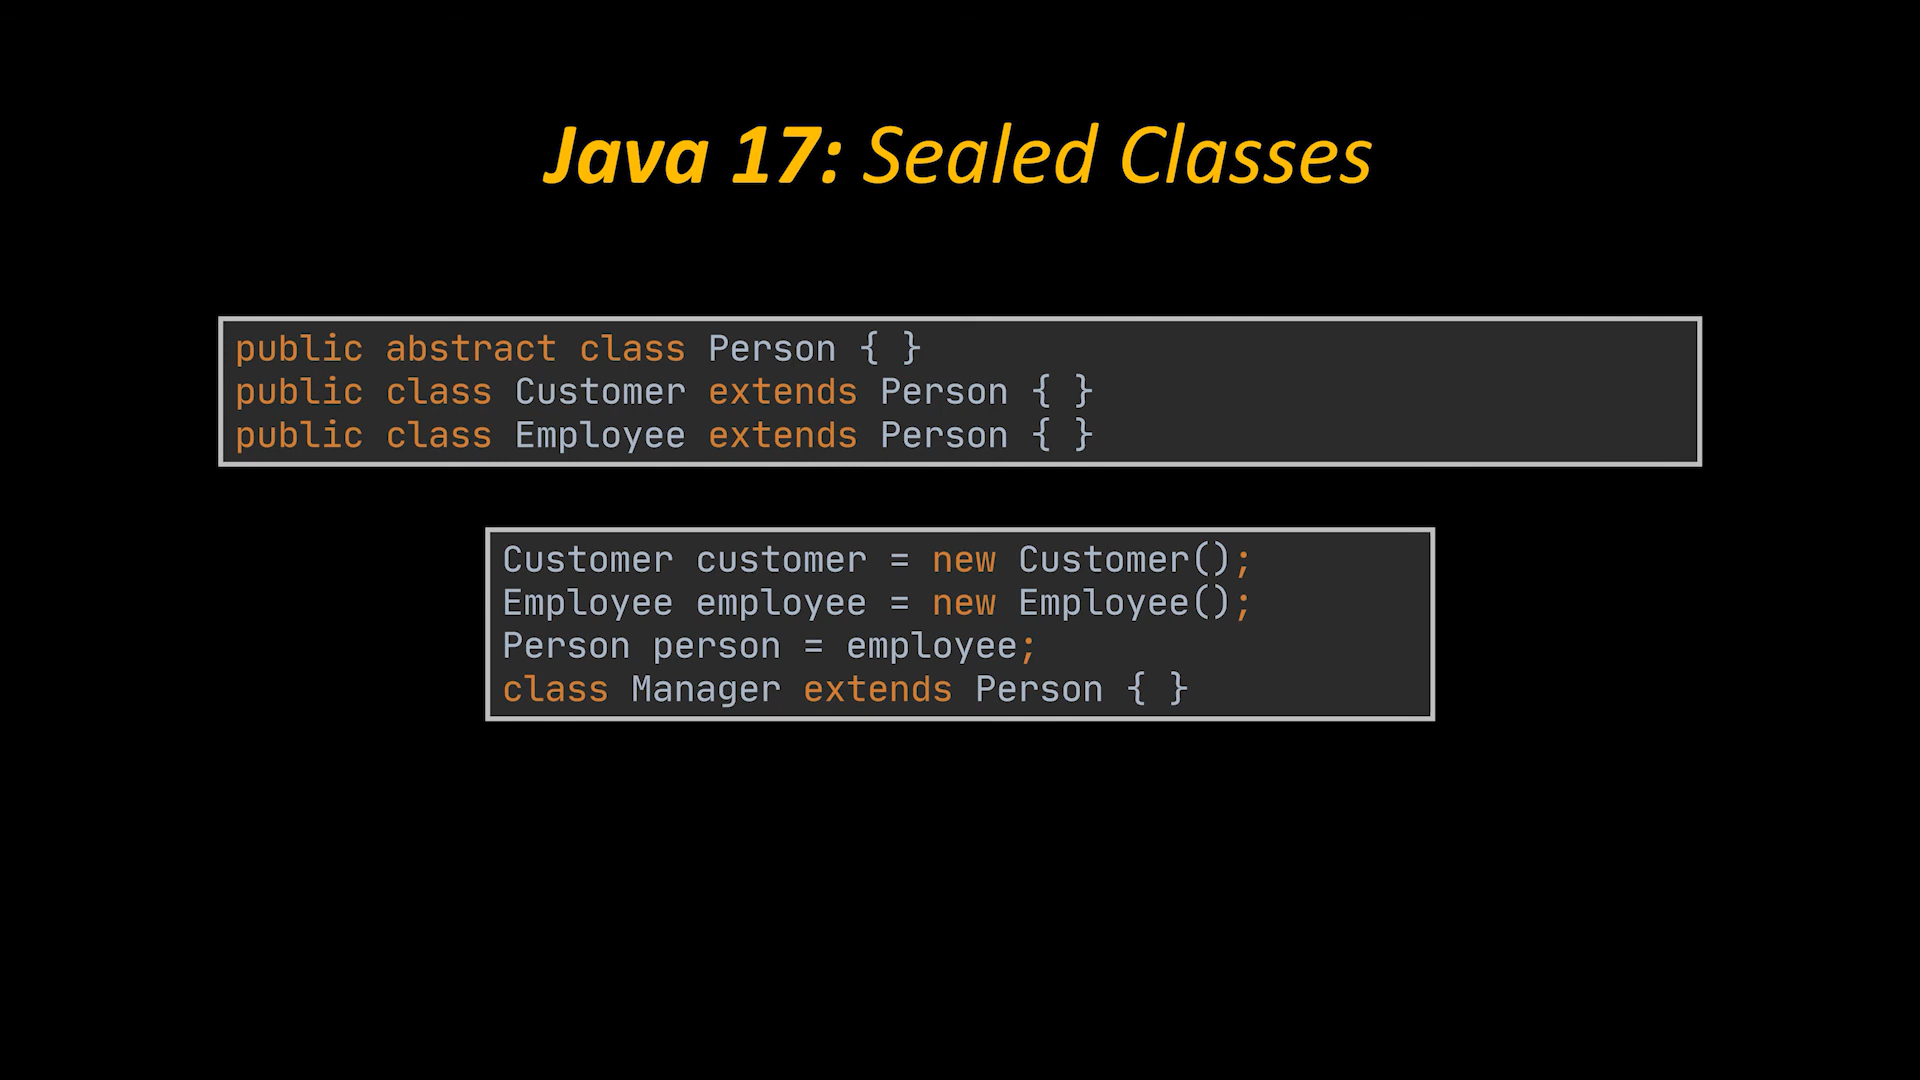 Java 17: Sealed Classes
public abstract class Person { }
public class Customer extends Person { }
public class Employee extends Person { }
Customer customer = new Customer();
Employee employee = new Employee();
Person person = employee;
class Manager extends Person { }